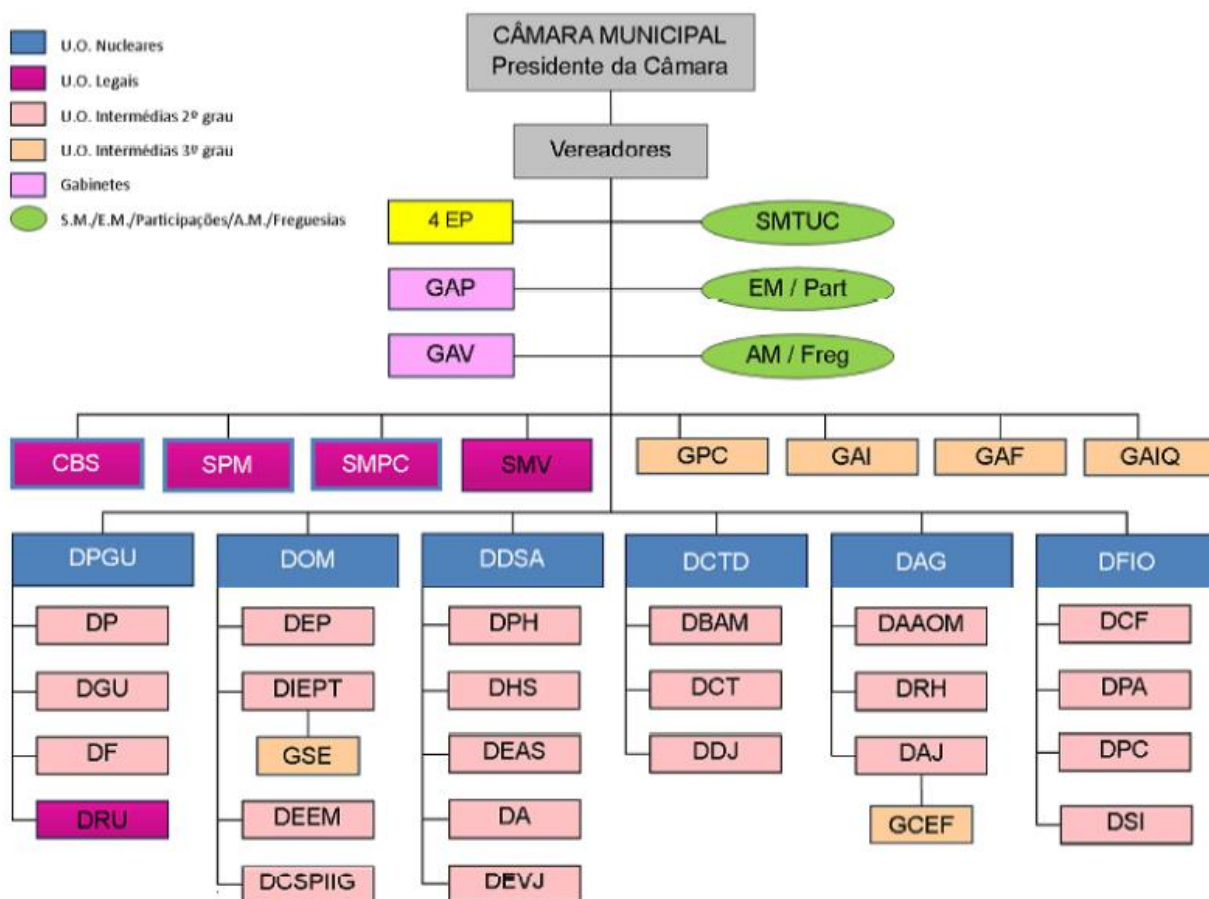 U.O. Nucleares
U.O. Legais
U.O. Intermédias 2º grau
U.O. Intermédias 3º grau
Gabinetes
S.M./E.M./Participações/A.M./Freguesias
CÂMARA MUNICIPAL
Presidente da Câmara
Vereadores
4 EP
SMTUC
GAP
EM / Part
GAV
AM / Freg
CBS
SPM
SMPC
SMV
GPC
GAI
GAF
GAIQ
DPGU
DOM
DDSA
DCTD
DAG
DFIO
DP
DGU
DF
DRU
DEP
DIEPT
GSE
DEEM
DCSPIIG
DPH
DHS
DEAS
DA
DEVJ
DBAM
DCT
DDJ
DAAOM
DRH
DAJ
GCEF
DCF
DPA
DPC
DSI